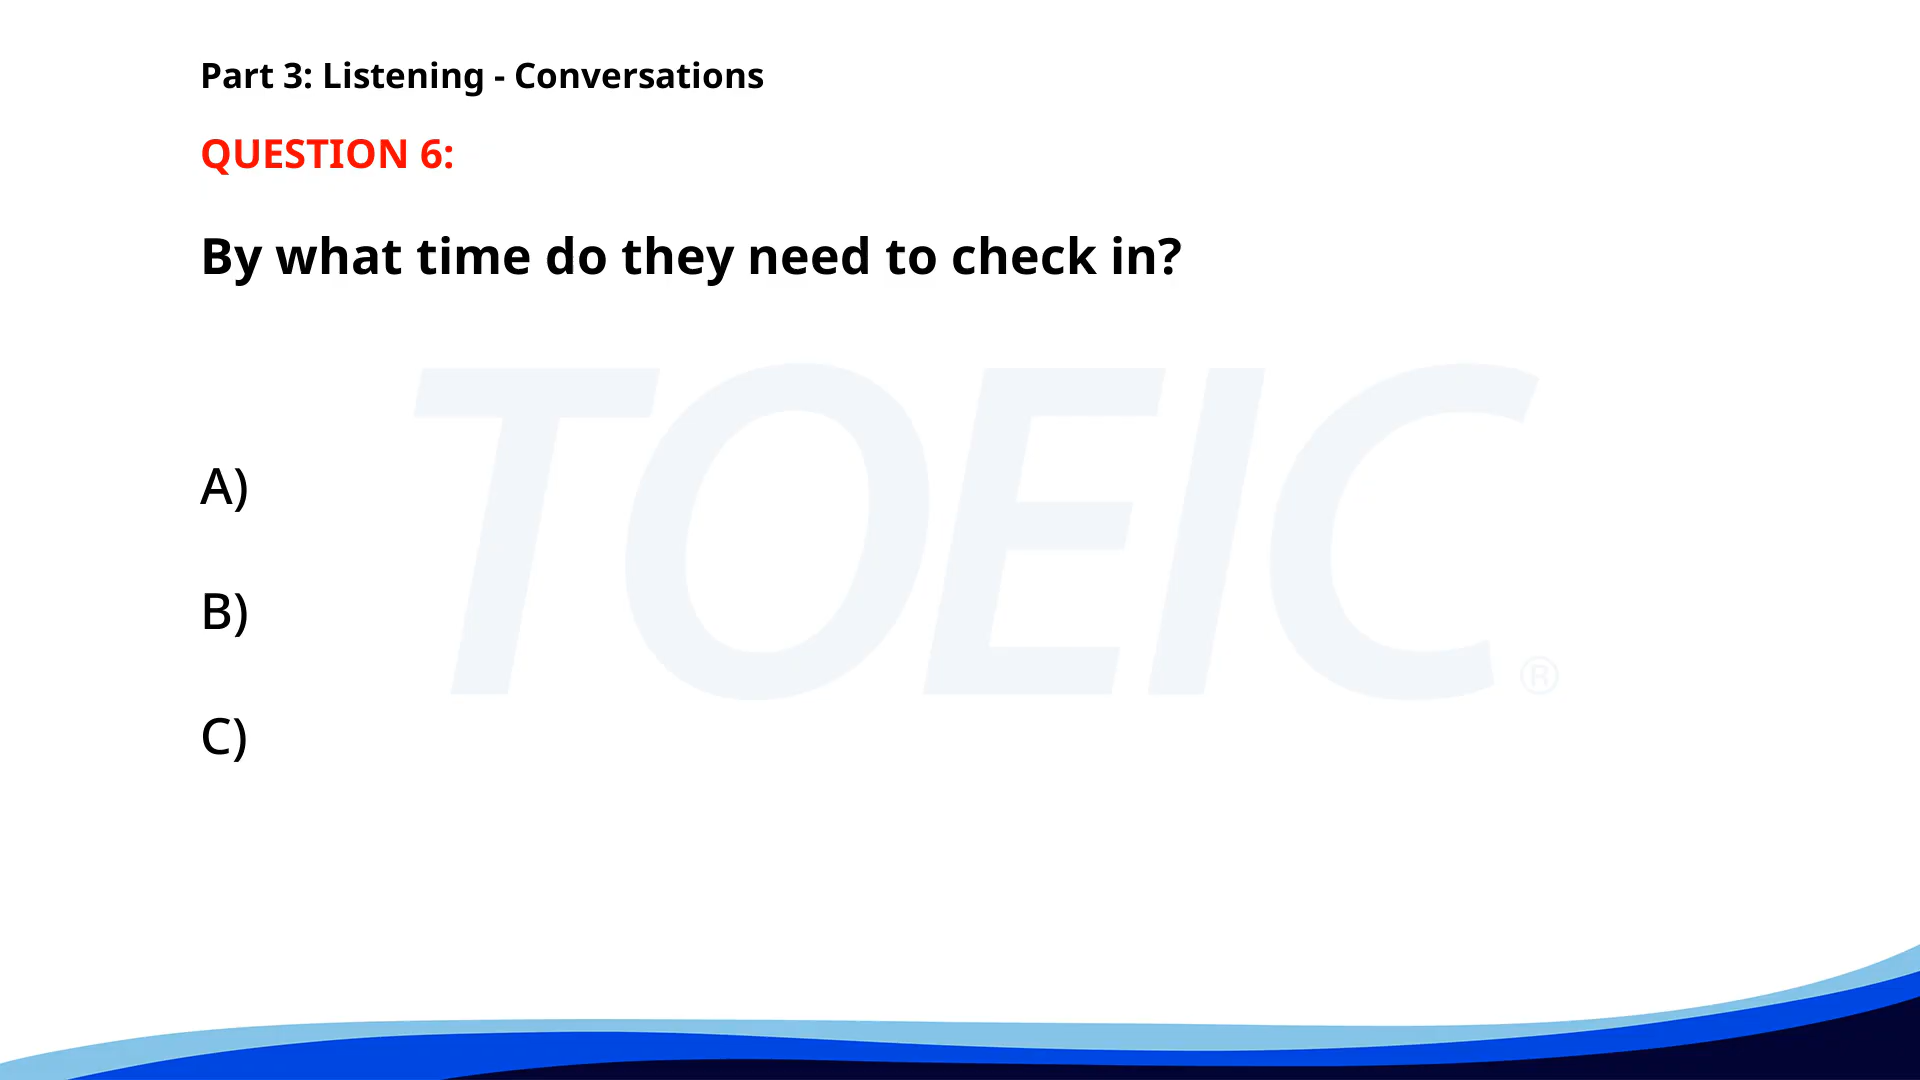 Part 3: Listening - Conversations
QUESTION 6:
By what time do they need to check in?
TOEIC®
A)
B)
C)